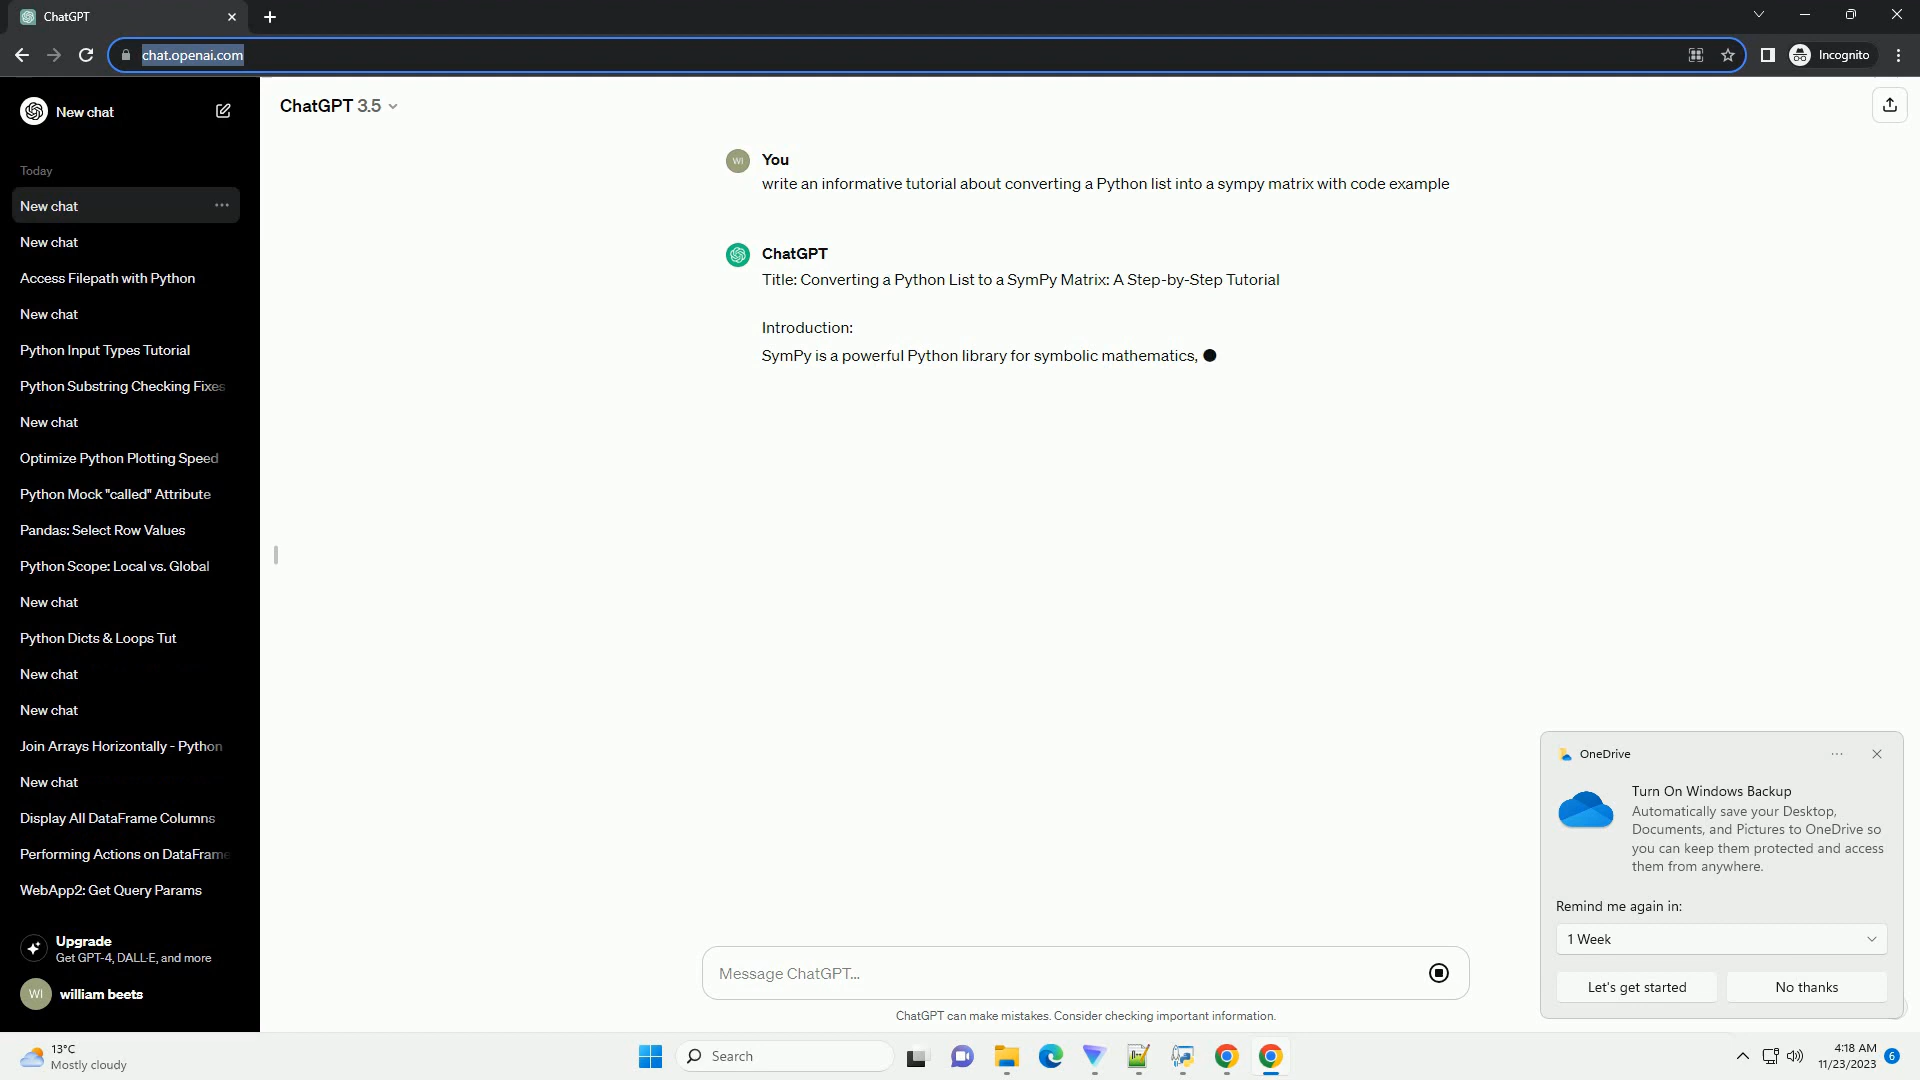 ChatGPT
chat.openai.com
Incognito
New chat
Today
New chat
New chat
Access Filepath with Python
New chat
Python Input Types Tutorial
Python Substring Checking Fixes
New chat
Optimize Python Plotting Speed
Python Mock "called" Attribute
Pandas: Select Row Values
Python Scope: Local vs. Global
New chat
Python Dicts & Loops Tut
New chat
New chat
Join Arrays Horizontally - Python
New chat
Display All DataFrame Columns
Performing Actions on DataFrame
WebApp2: Get Query Params
Upgrade
Get GPT-4, DALL·E, and more
WI
william beets
ChatGPT 3.5
WI
You
write an informative tutorial about converting a Python list into a sympy matrix with code example
ChatGPT
Title: Converting a Python List to a SymPy Matrix: A Step-by-Step Tutorial
Introduction:
SymPy is a powerful Python library for symbolic mathematics,
Message ChatGPT...
ChatGPT can make mistakes. Consider checking important information.
OneDrive
Turn On Windows Backup
Automatically save your Desktop,
Documents, and Pictures to OneDrive so
you can keep them protected and access
them from anywhere.
Remind me again in:
1 Week
Let's get started
No thanks
13°C
Mostly cloudy
Search
4:18 AM
11/23/2023
6